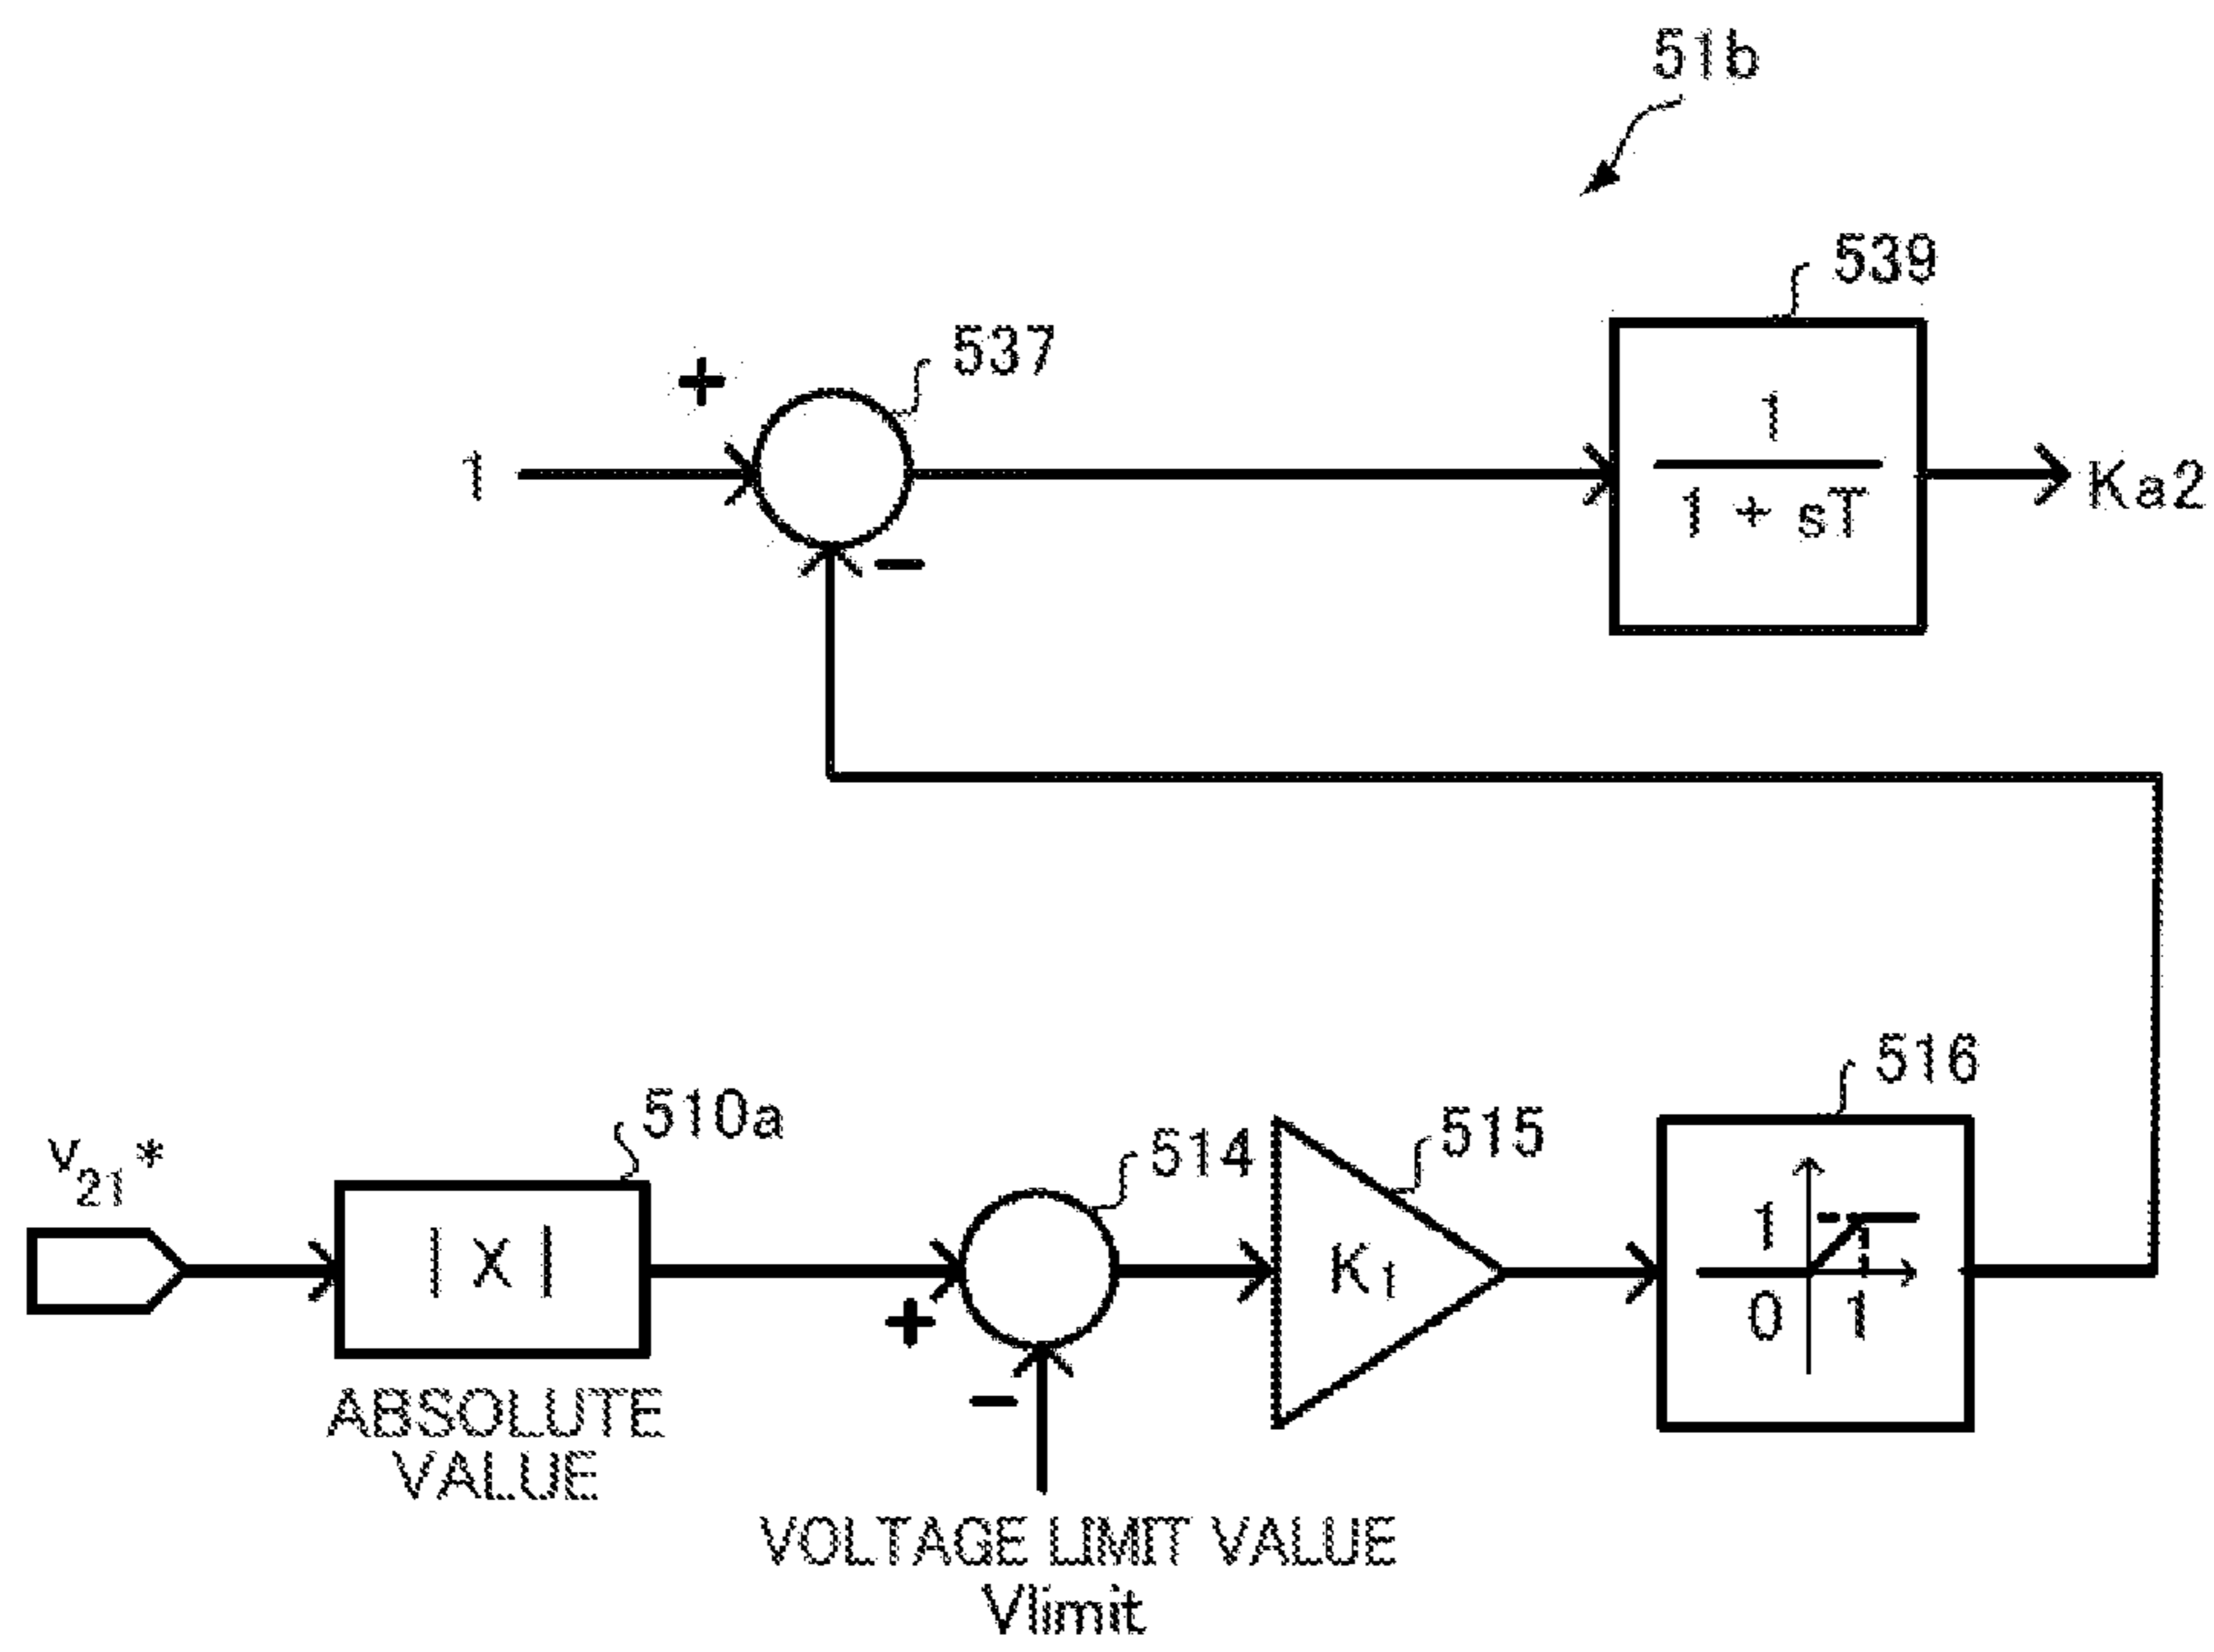 51b
539
537
+
1
1
1 + sT
Ka2
−
516
510a
515
514
v21*
| X |
K1
1
0 1
+
−
ABSOLUTE
VALUE
VOLTAGE LIMIT VALUE
Vlimit